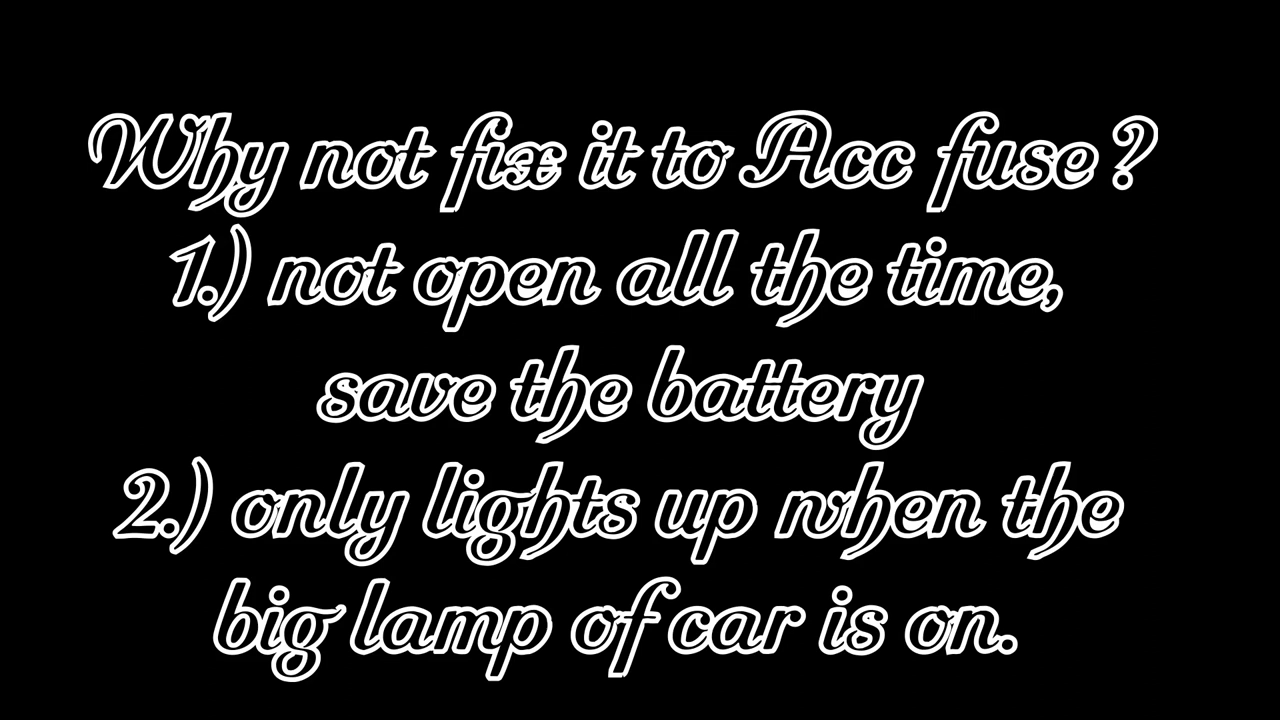 Why not fix it to Acc fuse?
1.) not open all the time,
save the battery
2.) only lights up when the
big lamp of car is on.